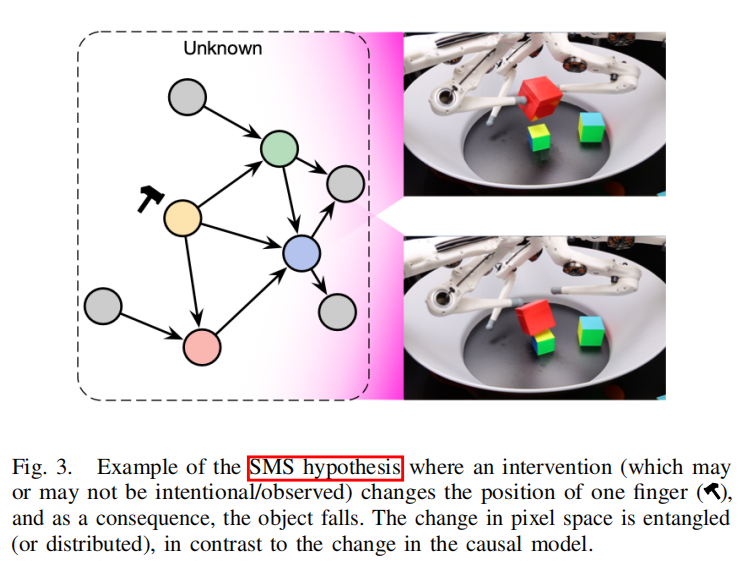 Unknown
Fig. 3. Example of the SMS hypothesis where an intervention (which may
or may not be intentional/observed) changes the position of one finger (),
and as a consequence, the object falls. The change in pixel space is entangled
(or distributed), in contrast to the change in the causal model.